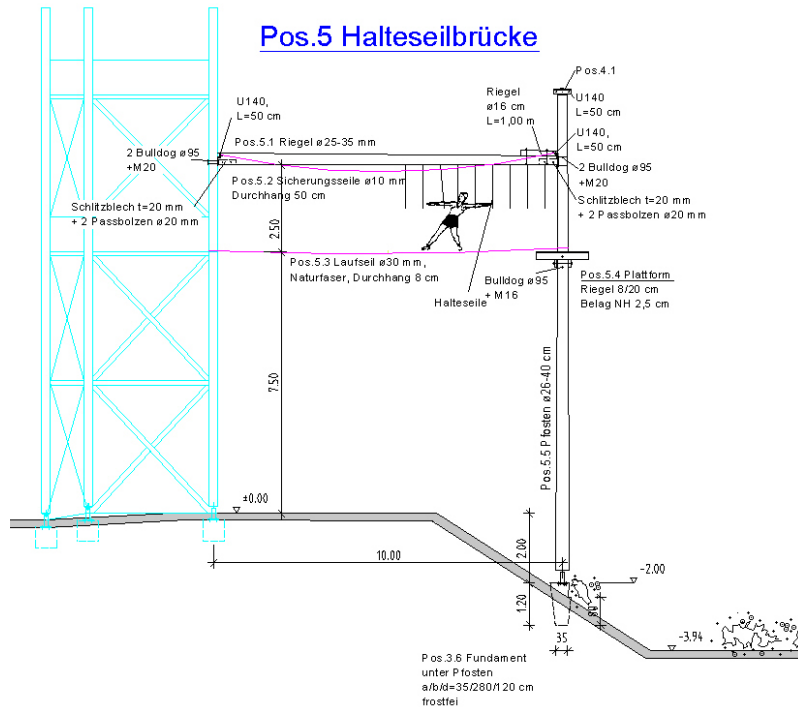 Pos.5 Halteseilbrücke
Pos.4.1
U140,
L=50 cm
Riegel
ø16 cm
L=1,00 m
U140
L=50 cm
U140,
L=50 cm
Pos.5.1 Riegel ø25-35 mm
2 Bulldog ø95
+M20
2 Bulldog ø95
+M20
Pos.5.2 Sicherungsseile ø10 mm
Durchhang 50 cm
Schlitzblech t=20 mm
+ 2 Passbolzen ø20 mm
Schlitzblech t=20 mm
+ 2 Passbolzen ø20 mm
2.50
Pos.5.3 Laufseil ø30 mm,
Naturfaser, Durchhang 8 cm
Halteseile
Bulldog ø95
+ M16
Pos.5.4 Plattform
Riegel 8/20 cm
Belag NH 2,5 cm
7.50
Pos.5.5 Pfosten ø26-40 cm
±0.00
10.00
2.00
-2.00
1.20
80
35
-3.94
Pos.3.6 Fundament
unter Pfosten
a/b/d=35/280/120 cm
frostfei